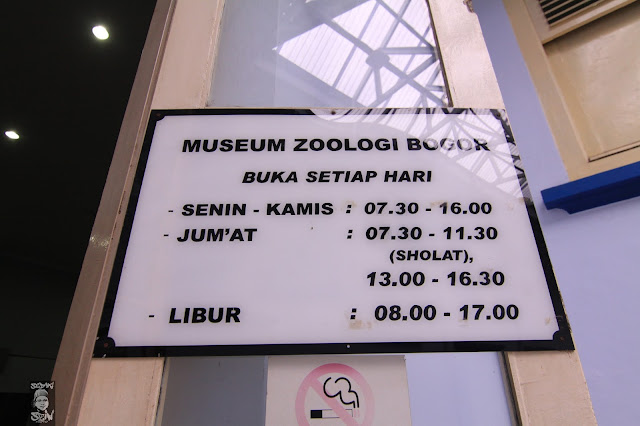 MUSEUM ZOOLOGI BOGOR
BUKA SETIAP HARI
- SENIN - KAMIS : 07.30 - 16.00
- JUM'AT : 07.30 - 11.30
(SHOLAT),
13.00 - 16.30
- LIBUR : 08.00 - 17.00